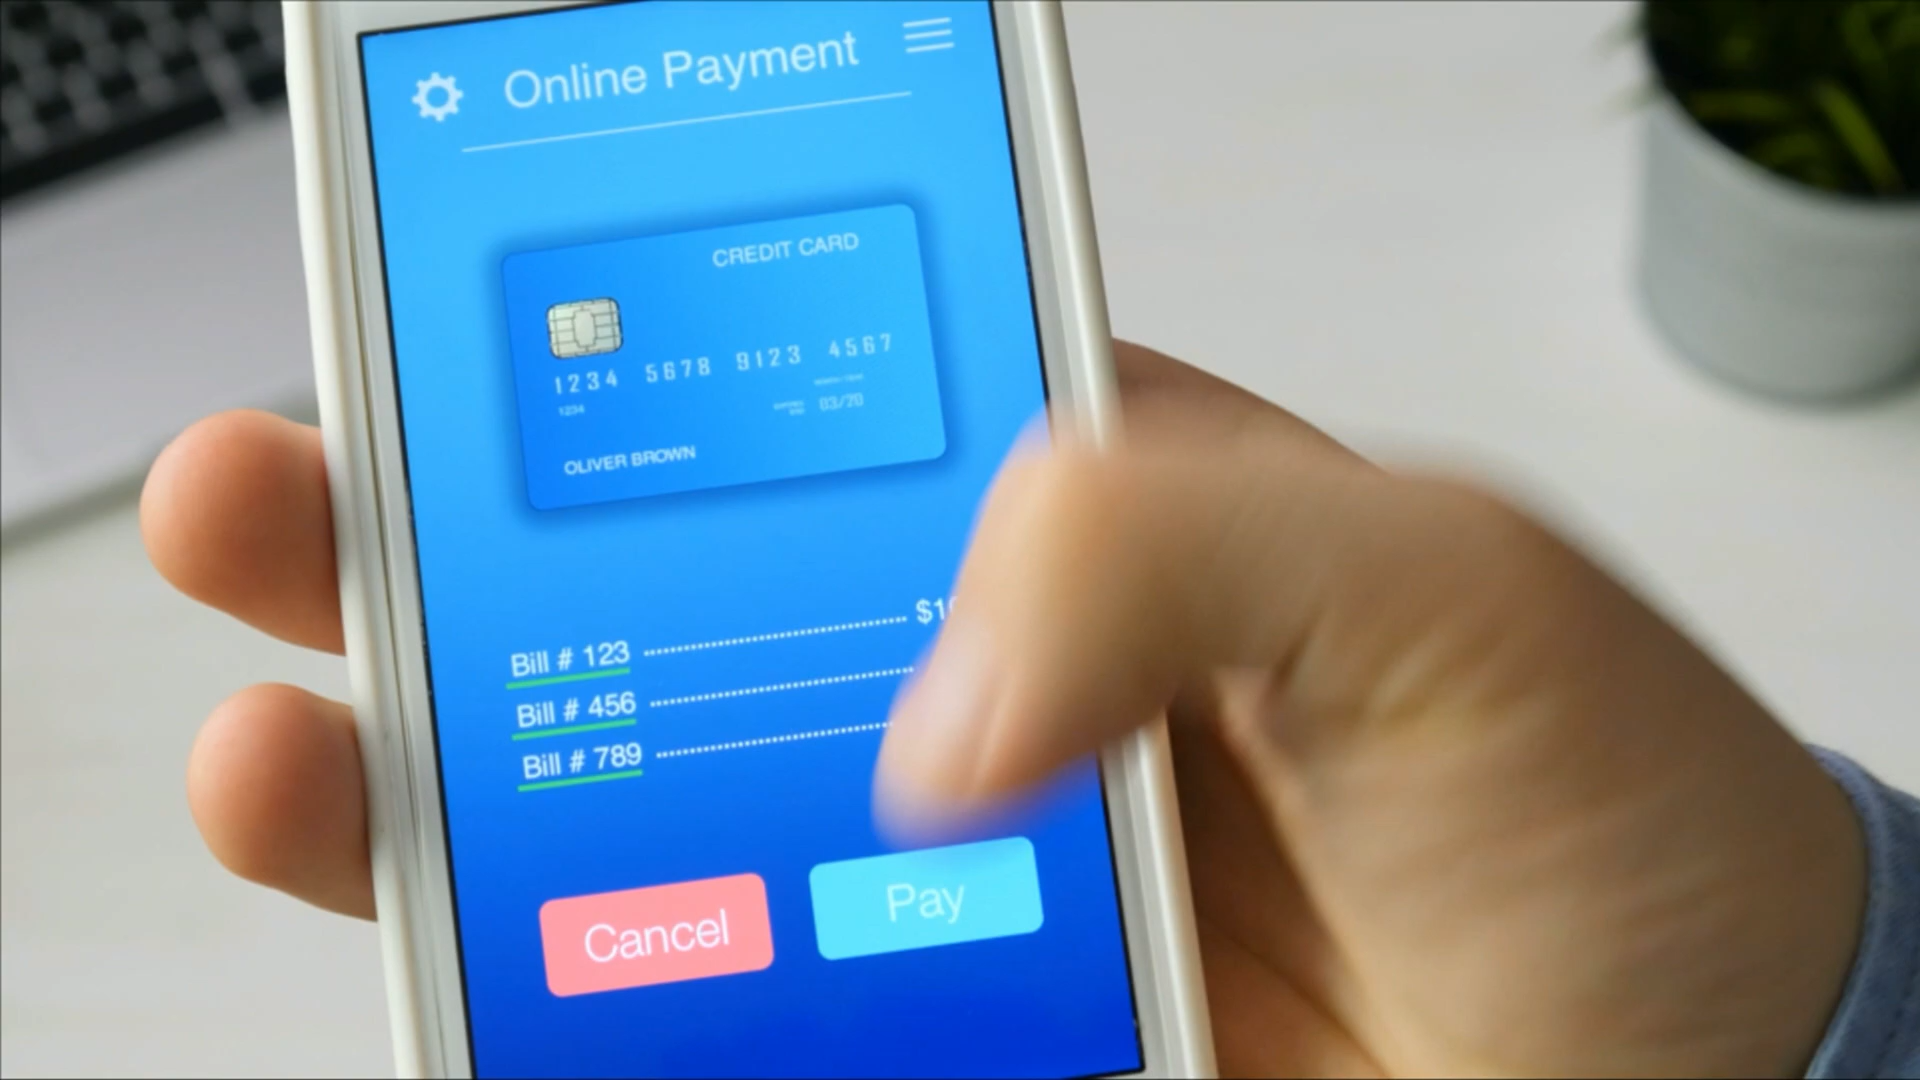 Online Payment
CREDIT CARD
1234 5678 9123 4567
1234
03/20
OLIVER BROWN
Bill # 123 ........................................ $10
Bill # 456 ........................................
Bill # 789 ........................................
Cancel
Pay